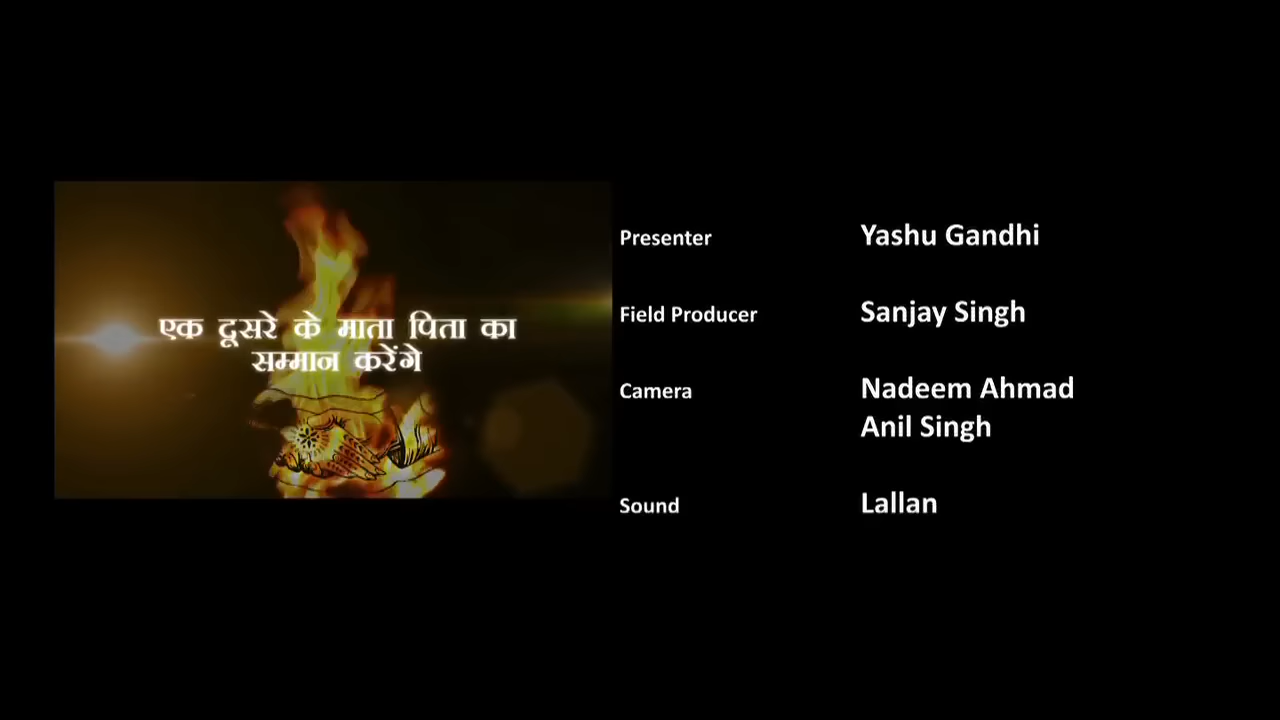 एक दूसरे के माता पिता का
सम्मान करेंगे
Presenter Yashu Gandhi
Field Producer Sanjay Singh
Camera Nadeem Ahmad
Anil Singh
Sound Lallan